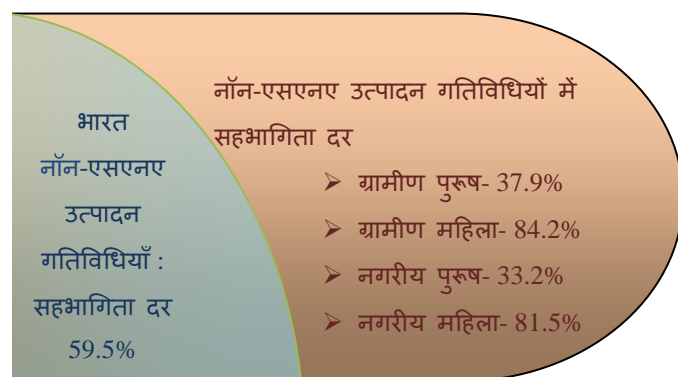 भारत
नॉन-एसएनए
उत्पादन
गतिविधियाँ :
सहभागिता दर
59.5%
नॉन-एसएनए उत्पादन गतिविधियों में
सहभागिता दर
➢ ग्रामीण पुरूष- 37.9%
➢ ग्रामीण महिला- 84.2%
➢ नगरीय पुरूष- 33.2%
➢ नगरीय महिला- 81.5%